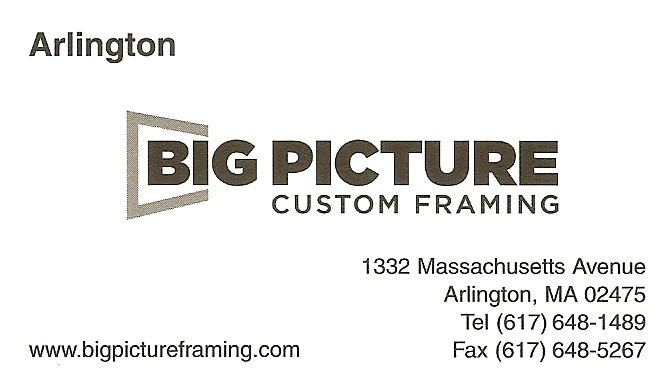 Arlington
BIG PICTURE
CUSTOM FRAMING
1332 Massachusetts Avenue
Arlington, MA 02475
Tel (617) 648-1489
www.bigpictureframing.com
Fax (617) 648-5267